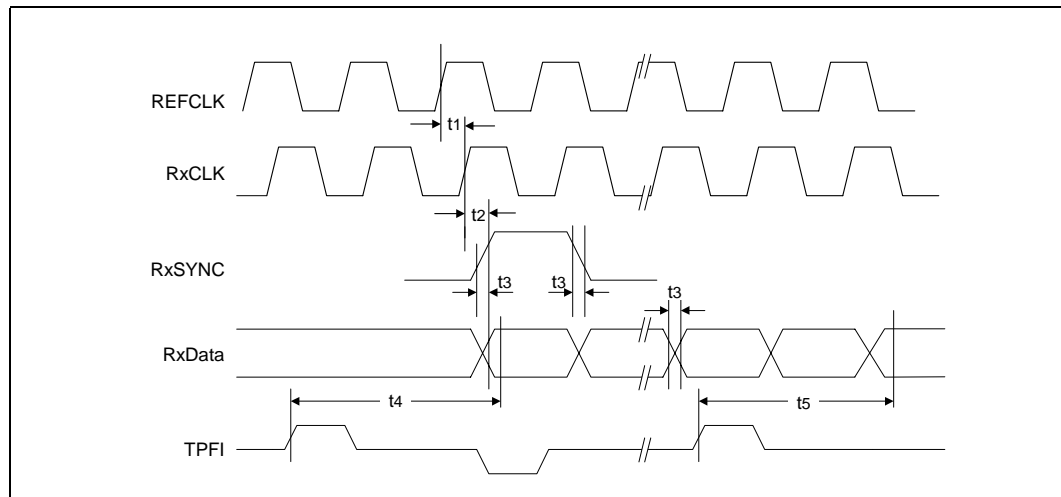 REFCLK
t1
RxCLK
t2
RxSYNC
t3
t3
t3
RxData
t4
t5
TPFI